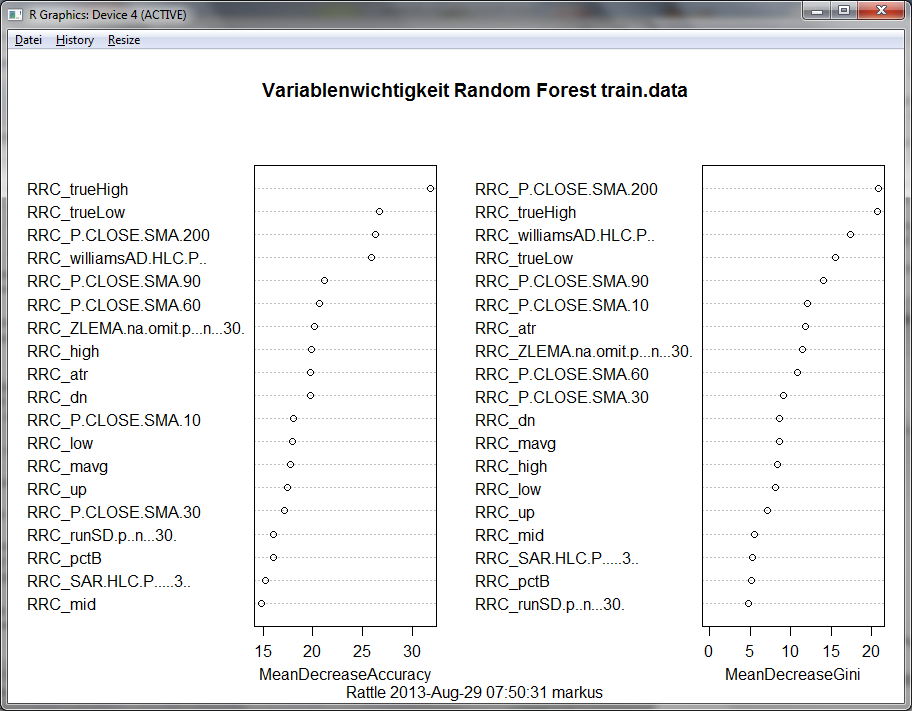 R Graphics: Device 4 (ACTIVE)
Datei History Resize
Variablenwichtigkeit Random Forest train.data
RRC_trueHigh
RRC_trueLow
RRC_P.CLOSE.SMA.200
RRC_williamsAD.HLC.P..
RRC_P.CLOSE.SMA.90
RRC_P.CLOSE.SMA.60
RRC_ZLEMA.na.omit.p...n...30.
RRC_high
RRC_atr
RRC_dn
RRC_P.CLOSE.SMA.10
RRC_low
RRC_mavg
RRC_up
RRC_P.CLOSE.SMA.30
RRC_runSD.p..n...30.
RRC_pctB
RRC_SAR.HLC.P.....3..
RRC_mid
15 20 25 30
MeanDecreaseAccuracy
RRC_P.CLOSE.SMA.200
RRC_trueHigh
RRC_williamsAD.HLC.P..
RRC_trueLow
RRC_P.CLOSE.SMA.90
RRC_P.CLOSE.SMA.10
RRC_atr
RRC_ZLEMA.na.omit.p...n...30.
RRC_P.CLOSE.SMA.60
RRC_P.CLOSE.SMA.30
RRC_dn
RRC_mavg
RRC_high
RRC_low
RRC_up
RRC_mid
RRC_SAR.HLC.P.....3..
RRC_pctB
RRC_runSD.p..n...30.
0 5 10 15 20
MeanDecreaseGini
Rattle 2013-Aug-29 07:50:31 markus